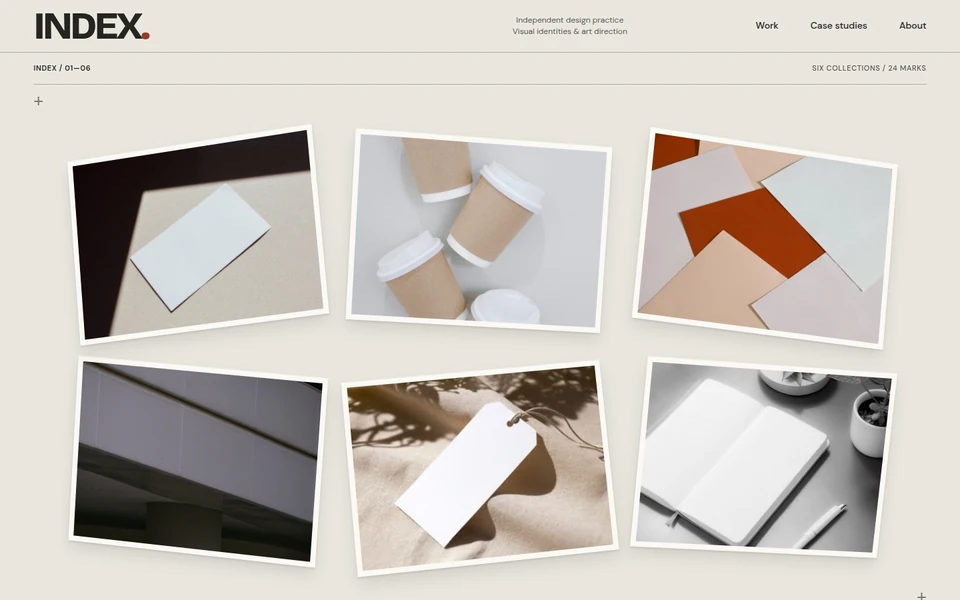 INDEX.
Independent design practice
Visual identities & art direction
Work
Case studies
About
INDEX / 01—06
SIX COLLECTIONS / 24 MARKS